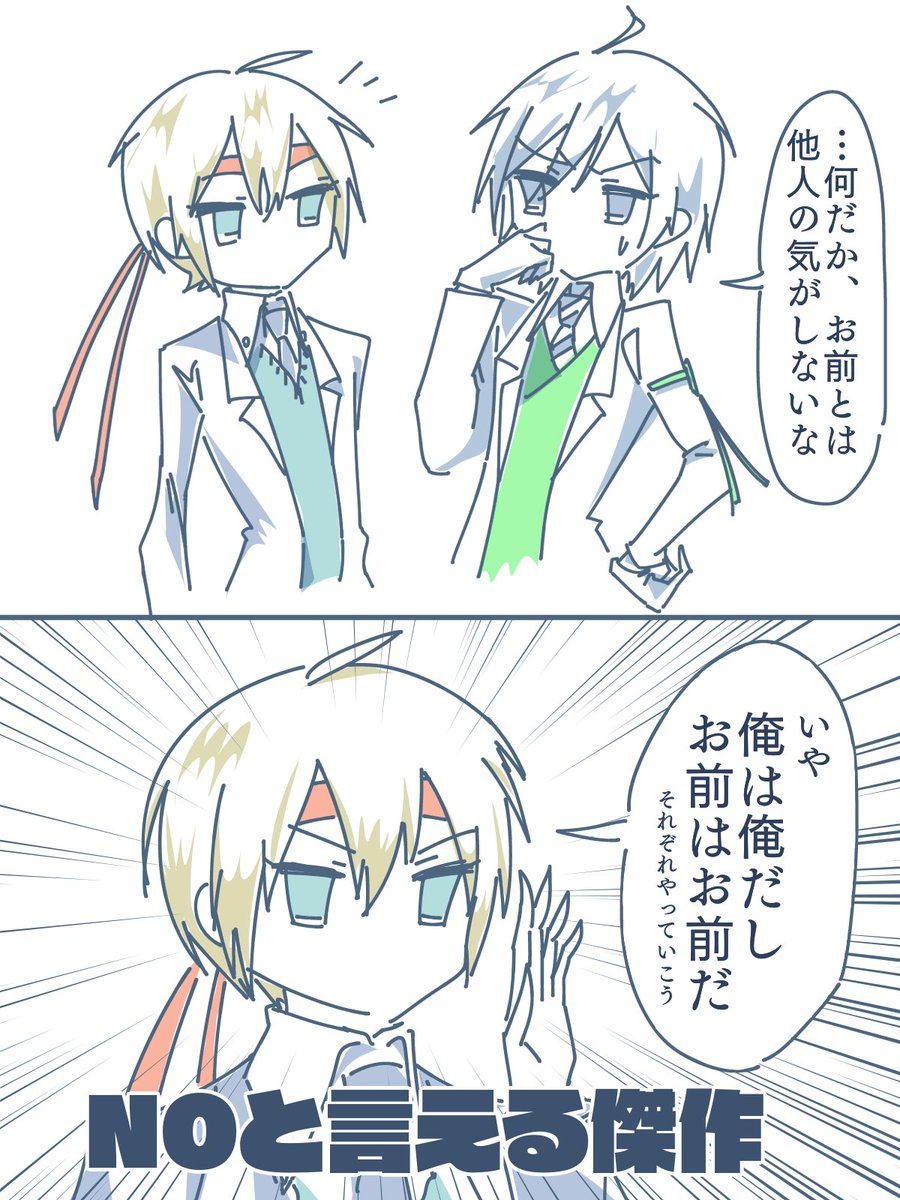 …何だか、お前とは
他人の気がしないな
いや
俺は俺だし
お前はお前だ
それぞれやっていこう
NOと言える傑作